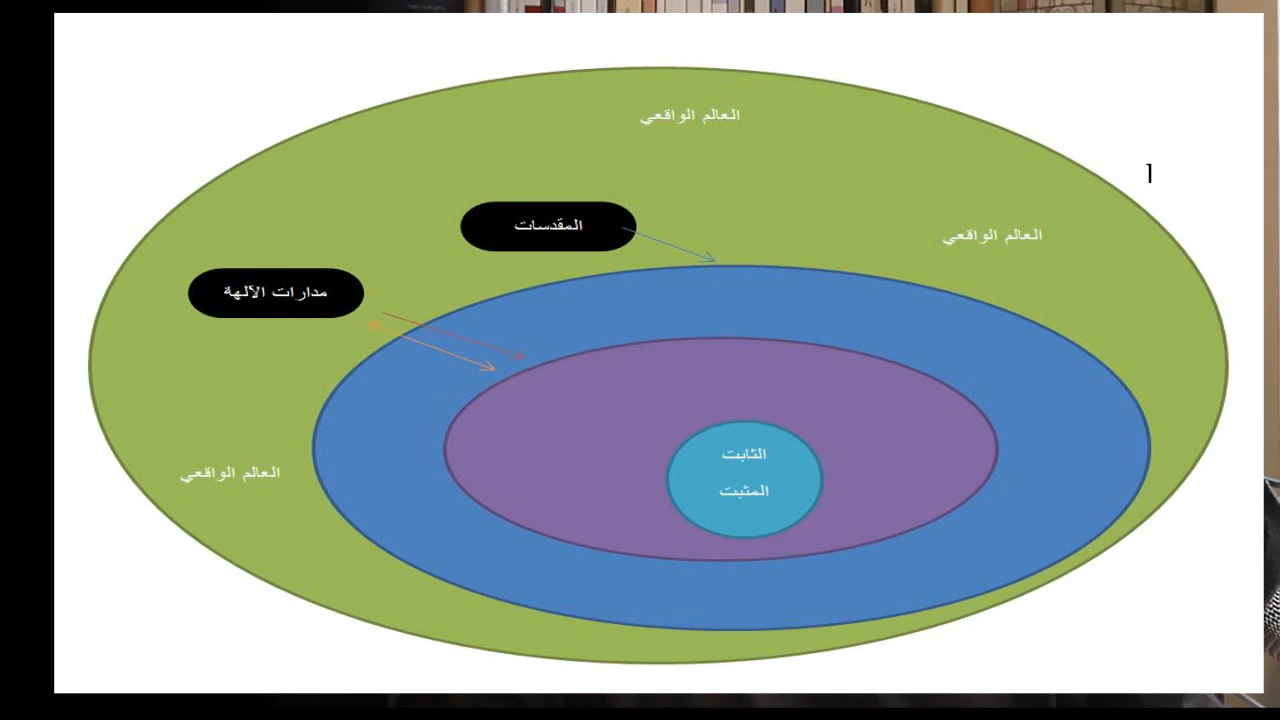 العالم الواقعي
ا
المقدسات
العالم الواقعي
مدارات الآلهة
الثابت
العالم الواقعي
المثبت